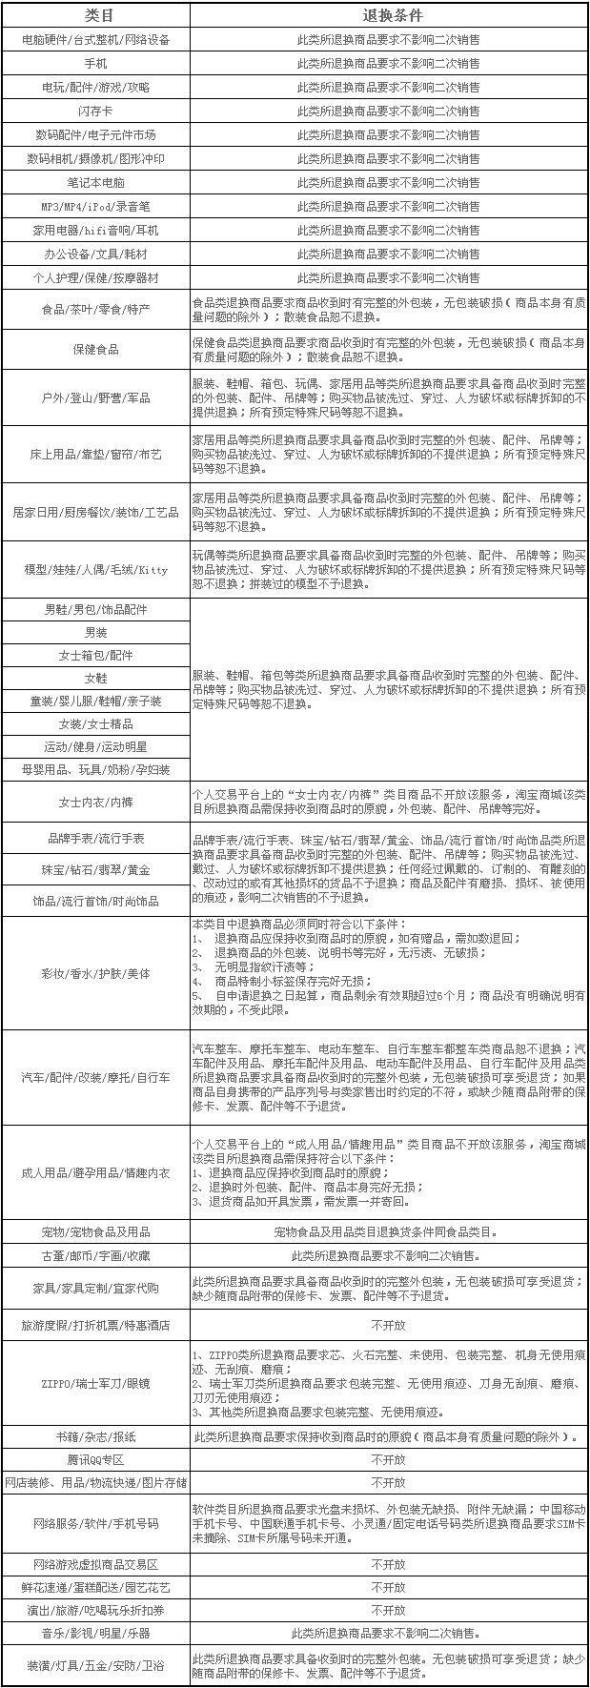 类目 退换条件
电脑硬件/台式整机/网络设备 此类所退换商品要求不影响二次销售
手机 此类所退换商品要求不影响二次销售
电玩/配件/游戏/攻略 此类所退换商品要求不影响二次销售
闪存卡 此类所退换商品要求不影响二次销售
数码配件/电子元件市场 此类所退换商品要求不影响二次销售
数码相机/摄像机/图形冲印 此类所退换商品要求不影响二次销售
笔记本电脑 此类所退换商品要求不影响二次销售
MP3/MP4/iPod/录音笔 此类所退换商品要求不影响二次销售
家用电器/hifi音响/耳机 此类所退换商品要求不影响二次销售
办公设备/文具/耗材 此类所退换商品要求不影响二次销售
个人护理/保健/按摩器材 此类所退换商品要求不影响二次销售
食品/茶叶/零食/特产
食品类退换商品要求商品收到时有完整的外包装，无包装破损（商品本身有质
量问题的除外）；散装食品恕不退换。
保健食品
保健食品类退换商品要求商品收到时有完整的外包装，无包装破损（商品本身
有质量问题的除外）；散装食品恕不退换。
户外/登山/野营/军品
服装、鞋帽、箱包、玩偶、家居用品等类所退换商品要求具备商品收到时完整
的外包装、配件、吊牌等；购买物品被洗过、穿过、人为破坏或标牌拆卸的不
提供退换；所有预定特殊尺码等恕不退换。
床上用品/靠垫/窗帘/布艺
家居用品等类所退换商品要求具备商品收到时完整的外包装、配件、吊牌等；
购买物品被洗过、穿过、人为破坏或标牌拆卸的不提供退换；所有预定特殊尺
码等恕不退换。
居家日用/厨房餐饮/装饰/工艺品
家居用品等类所退换商品要求具备商品收到时完整的外包装、配件、吊牌等；
购买物品被洗过、穿过、人为破坏或标牌拆卸的不提供退换；所有预定特殊尺
码等恕不退换。
模型/娃娃/人偶/毛绒/Kitty
玩偶等类所退换商品要求具备商品收到时完整的外包装、配件、吊牌等；购买
物品被洗过、穿过、人为破坏或标牌拆卸的不提供退换；所有预定特殊尺码等
恕不退换；拼装过的模型不予退换。
男鞋/男包/饰品配件
男装
女士箱包/配件
女鞋
童装/婴儿服/鞋帽/亲子装
女装/女士精品
运动/健身/运动明星
母婴用品、玩具/奶粉/孕妇装
服装、鞋帽、箱包等类所退换商品要求具备商品收到时完整的外包装、配件、
吊牌等；购买物品被洗过、穿过、人为破坏或标牌拆卸的不提供退换；所有预
定特殊尺码等恕不退换。
女士内衣/内裤
个人交易平台上的“女士内衣/内裤”类目商品不开放该服务，淘宝商城该类
目所退换商品需保持收到商品时的原貌，外包装、配件、吊牌等完好。
品牌手表/流行手表
珠宝/钻石/翡翠/黄金
饰品/流行首饰/时尚饰品
品牌手表/流行手表、珠宝/钻石/翡翠/黄金、饰品/流行首饰/时尚饰品类所退
换商品要求具备商品收到时完整的外包装、配件、吊牌等；购买物品被洗过、
戴过、人为破坏或标牌拆卸不提供退换；任何经过佩戴的、订制的、有雕刻的
、改动过的或有其他损坏的货品不予退换；商品及配件有磨损、损坏、被使用
的痕迹，影响二次销售的不予退换。
彩妆/香水/护肤/美体
本类目中退换商品必须同时符合以下条件：
1、 退换商品应保持收到商品时的原貌，如有赠品，需如数退回；
2、 退换商品的外包装、说明书等完好，无污渍、无破损；
3、 无明显指纹汗渍等；
4、 商品特制小标签保存完好无损；
5、 自申请退换之日起算，商品剩余有效期超过6个月；商品没有明确说明有
效期的，不受此限。
汽车/配件/改装/摩托/自行车
汽车整车、摩托车整车、电动车整车、自行车整车都整车类商品恕不退换；汽
车配件及用品、摩托车配件及用品、电动车配件及用品、自行车配件及用品类
所退换商品要求具备商品收到时的完整外包装，无包装破损可享受退货；如果
商品自身携带的产品序列号与卖家售出时约定的不符，或缺少随商品附带的保
修卡、发票、配件等不予退货。
成人用品/避孕用品/情趣内衣
个人交易平台上的“成人用品/情趣用品”类目商品不开放该服务，淘宝商城
该类目所退换商品需保持符合以下条件：
1、退换商品应保持收到商品时的原貌；
2、退换时外包装、配件、商品本身完好无损；
3、退货商品如开具发票，需发票一并寄回。
宠物/宠物食品及用品 宠物食品及用品类目退换货条件同食品类目。
古董/邮币/字画/收藏 此类所退换商品要求不影响二次销售。
家具/家具定制/宜家代购
此类所退换商品要求具备商品收到时的完整外包装，无包装破损可享受退货；
缺少随商品附带的保修卡、发票、配件等不予退货。
旅游度假/打折机票/特惠酒店 不开放
ZIPPO/瑞士军刀/眼镜
1、ZIPPO类所退换商品要求芯、火石完整、未使用、包装完整、机身无使用痕
迹、无刮痕、磨痕；
2、瑞士军刀类所退换商品要求包装完整、无使用痕迹、刀身无刮痕、磨痕、
刀刃无使用痕迹；
3、其他类所退换商品要求包装完整、无使用痕迹。
书籍/杂志/报纸 此类所退换商品要求保持收到商品时的原貌（商品本身有质量问题的除外）。
腾讯QQ专区 不开放
网店装修、用品/物流快递/图片存储 不开放
网络服务/软件/手机号码
软件类目所退换商品要求光盘未损坏、外包装无缺损、附件无缺漏；中国移动
手机卡号、中国联通手机卡号、小灵通/固定电话号码类所退换商品要求SIM卡
未摘除、SIM卡所属号码未开通。
网络游戏虚拟商品交易区 不开放
鲜花速递/蛋糕配送/园艺花艺 不开放
演出/旅游/吃喝玩乐折扣券 不开放
音乐/影视/明星/乐器 此类所退换商品要求不影响二次销售。
装潢/灯具/五金/安防/卫浴
此类所退换商品要求具备收到时的完整外包装。无包装破损可享受退货；缺少
随商品附带的保修卡、发票、配件等不予退货。